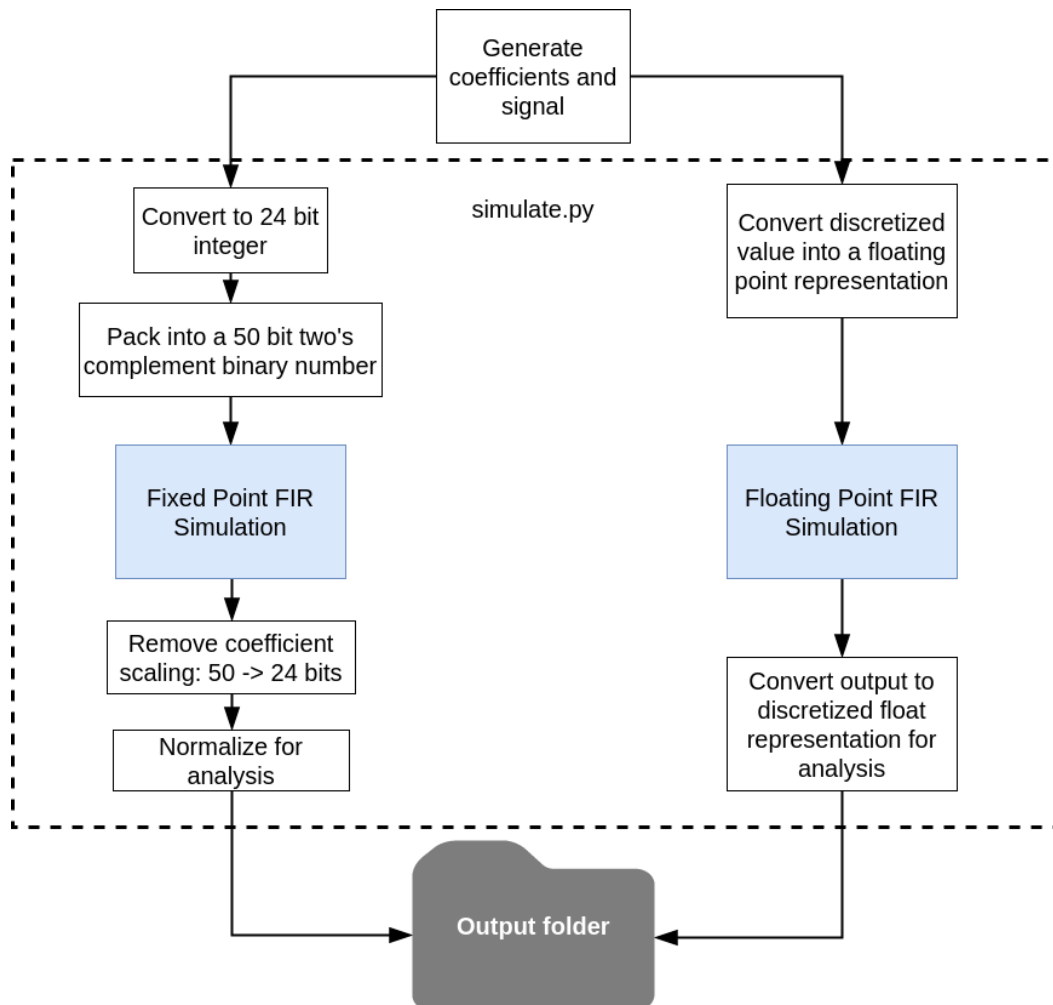 Generate
coefficients and
signal
simulate.py
Convert to 24 bit
integer
Pack into a 50 bit two's
complement binary number
Fixed Point FIR
Simulation
Remove coefficient
scaling: 50 -> 24 bits
Normalize for
analysis
Convert discretized
value into a floating
point representation
Floating Point FIR
Simulation
Convert output to
discretized float
representation for
analysis
Output folder